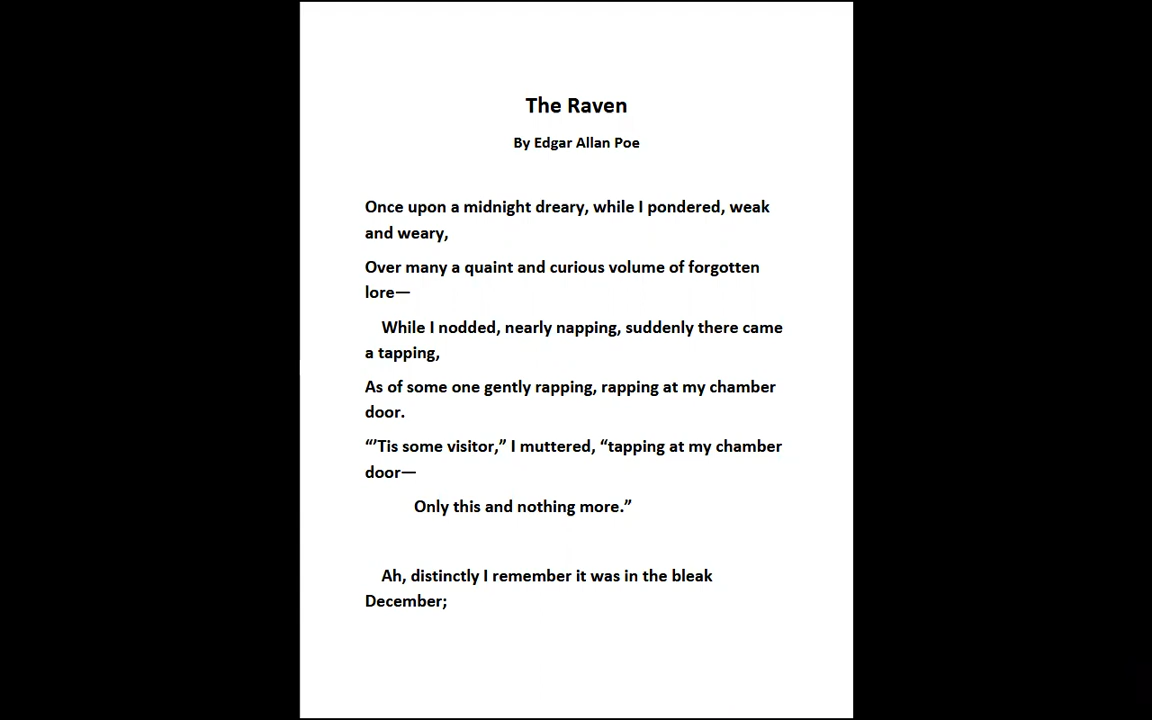 The Raven
By Edgar Allan Poe
Once upon a midnight dreary, while I pondered, weak
and weary,
Over many a quaint and curious volume of forgotten
lore—
While I nodded, nearly napping, suddenly there came
a tapping,
As of some one gently rapping, rapping at my chamber
door.
“’Tis some visitor,” I muttered, “tapping at my chamber
door—
Only this and nothing more.”
Ah, distinctly I remember it was in the bleak
December;